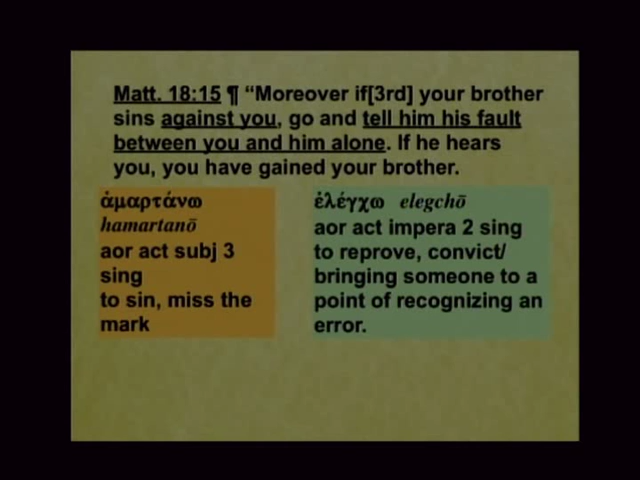 Matt. 18:15 ¶ “Moreover if[3rd] your brother
sins against you, go and tell him his fault
between you and him alone. If he hears
you, you have gained your brother.
ἁμαρτάνω
hamartanō
aor act subj 3
sing
to sin, miss the
mark
ἐλέγχω elegchō
aor act impera 2 sing
to reprove, convict/
bringing someone to a
point of recognizing an
error.